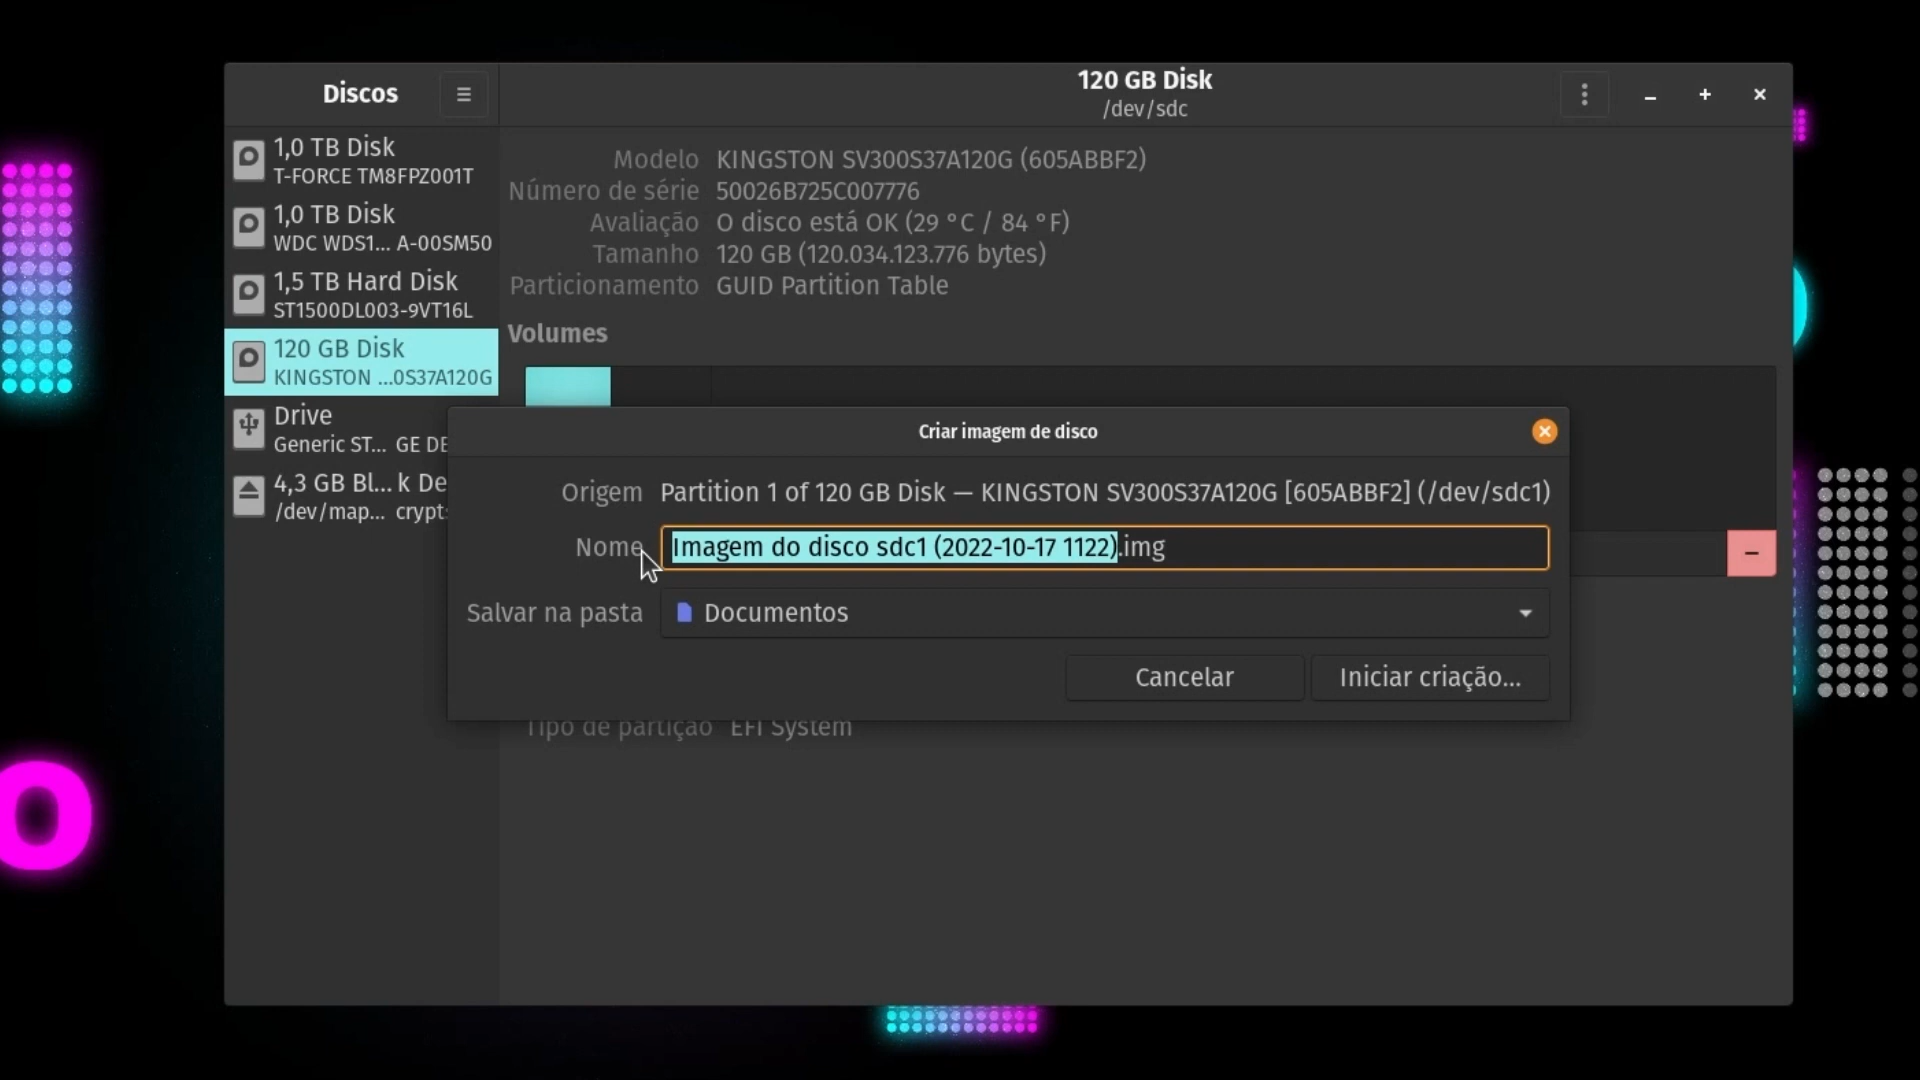 Discos
120 GB Disk
/dev/sdc
1,0 TB Disk
T-FORCE TM8FPZ001T
1,0 TB Disk
WDC WDS1... A-00SM50
1,5 TB Hard Disk
ST1500DL003-9VT16L
120 GB Disk
KINGSTON ...0S37A120G
Drive
Generic ST... GE DE
4,3 GB Bl... k De
/dev/map... crypt
Modelo KINGSTON SV300S37A120G (605ABBF2)
Número de série 50026B725C007776
Avaliação O disco está OK (29 °C / 84 °F)
Tamanho 120 GB (120.034.123.776 bytes)
Particionamento GUID Partition Table
Volumes
Criar imagem de disco
Origem Partition 1 of 120 GB Disk — KINGSTON SV300S37A120G [605ABBF2] (/dev/sdc1)
Nome Imagem do disco sdc1 (2022-10-17 1122).img
Salvar na pasta Documentos
Cancelar Iniciar criação...
Tipo de partição EFI System
o